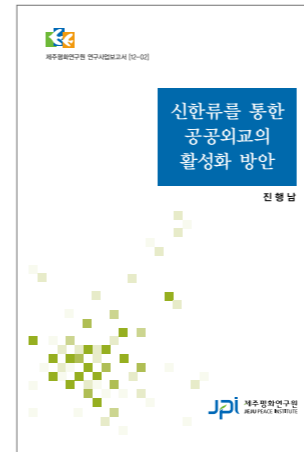 제주평화연구원 연구사업보고서 [12-02]
신한류를 통한
공공외교의
활성화 방안
진 행 남
JPI 제주평화연구원
JEJU PEACE INSTITUTE